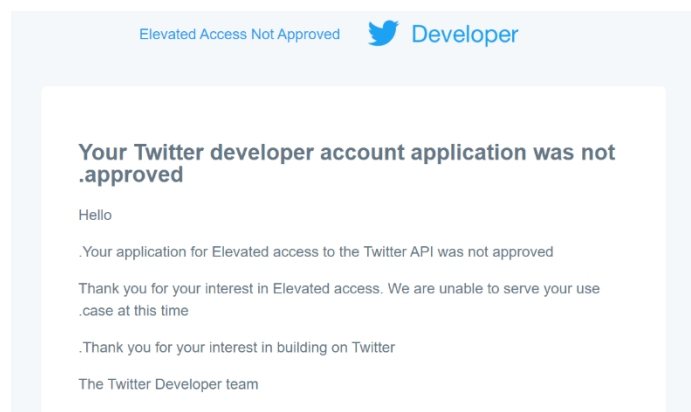 Elevated Access Not Approved Developer
Your Twitter developer account application was not
.approved
Hello
.Your application for Elevated access to the Twitter API was not approved
Thank you for your interest in Elevated access. We are unable to serve your use
.case at this time
.Thank you for your interest in building on Twitter
The Twitter Developer team